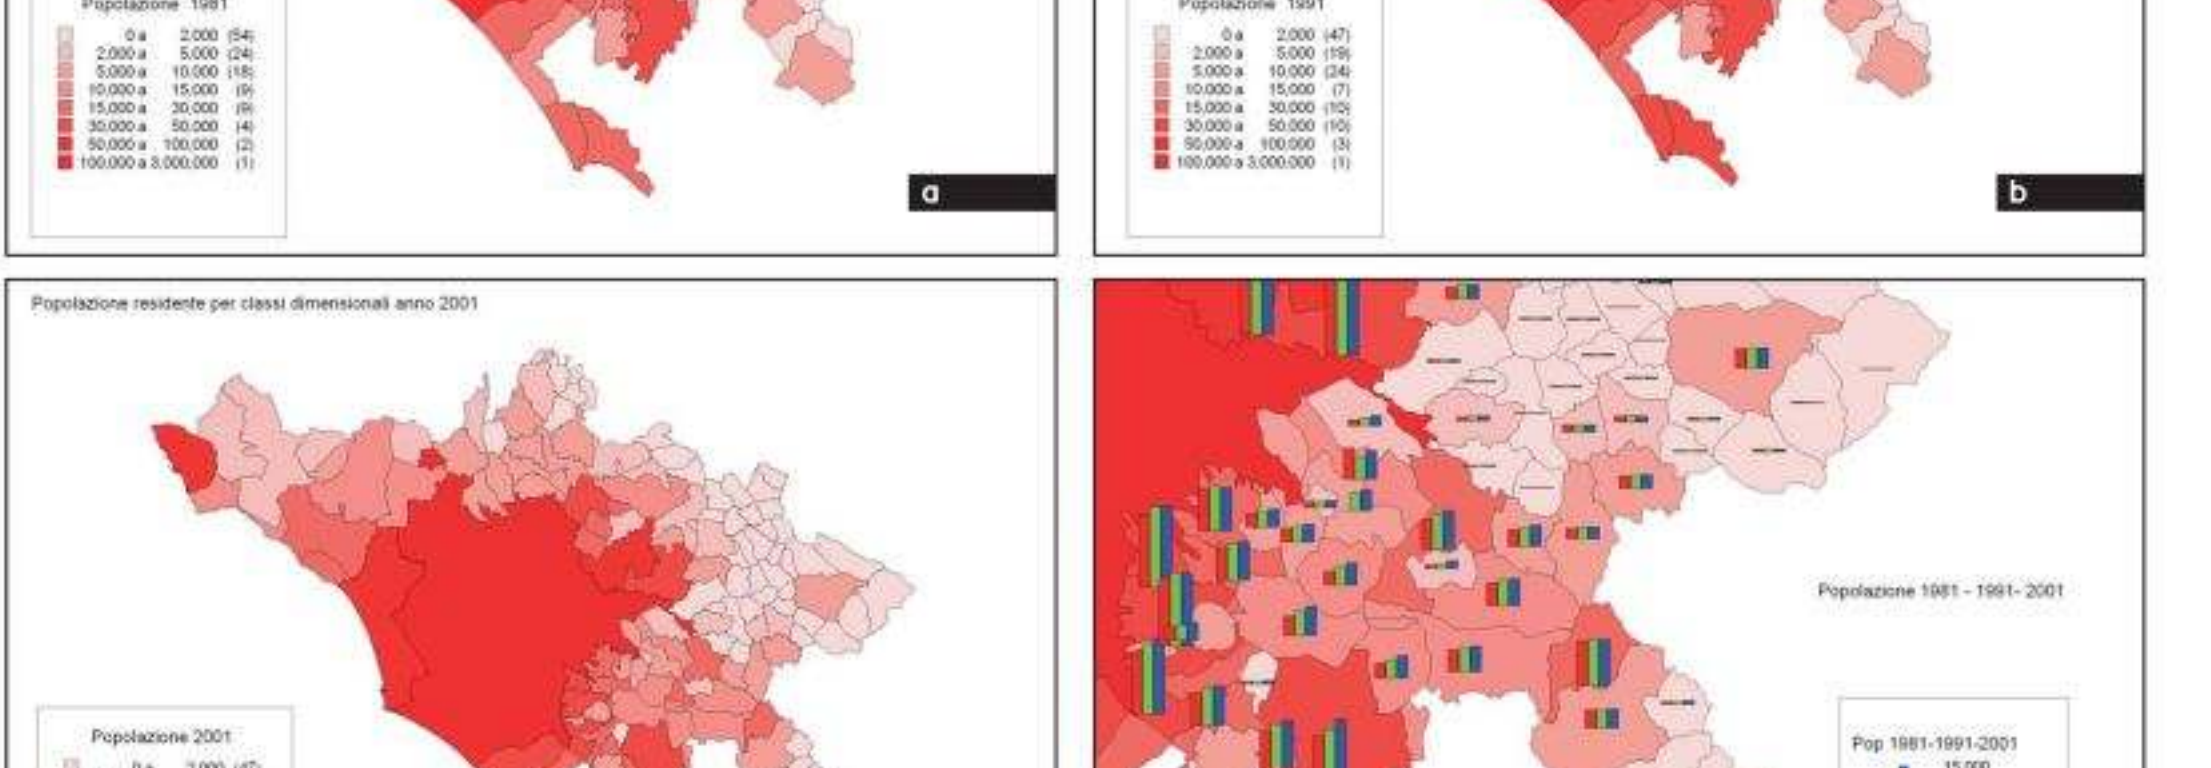 Popolazione 1981
0 a 2.000 (54)
2.000 a 5.000 (24)
5.000 a 10.000 (18)
10.000 a 15.000 (9)
15.000 a 30.000 (9)
30.000 a 50.000 (4)
50.000 a 100.000 (2)
100.000 a 3.000.000 (1)
a
Popolazione 1991
0 a 2.000 (47)
2.000 a 5.000 (19)
5.000 a 10.000 (24)
10.000 a 15.000 (7)
15.000 a 30.000 (10)
30.000 a 50.000 (10)
50.000 a 100.000 (3)
100.000 a 3.000.000 (1)
b
Popolazione residente per classi dimensionali anno 2001
Popolazione 2001
0 a 2.000 (47)
Popolazione 1981 - 1991- 2001
Pop 1981-1991-2001
15.000